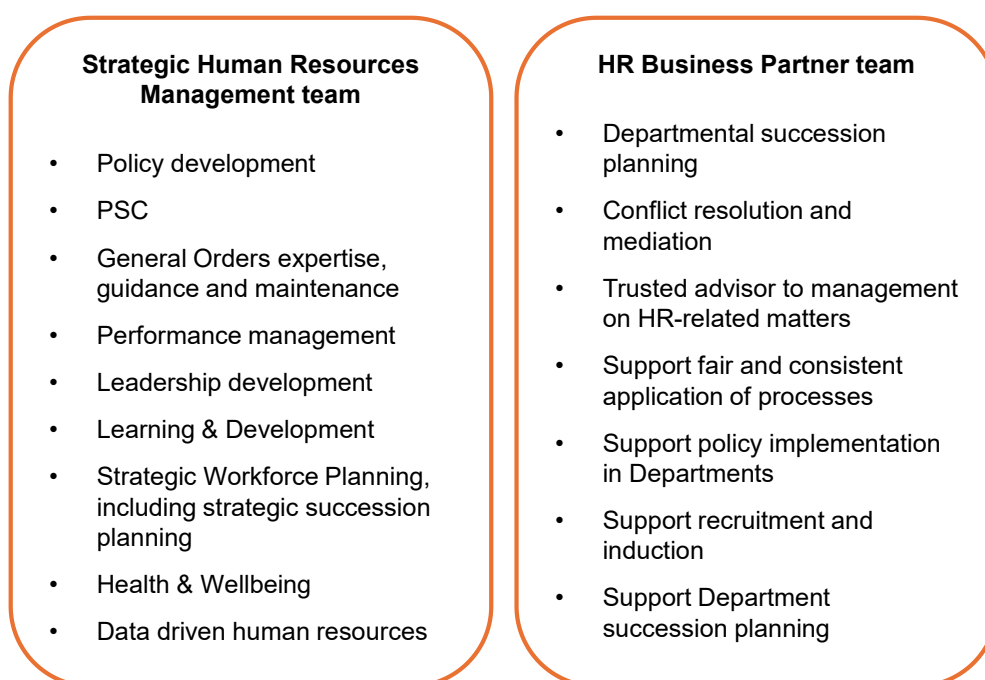 Strategic Human Resources
Management team
• Policy development
• PSC
• General Orders expertise,
guidance and maintenance
• Performance management
• Leadership development
• Learning & Development
• Strategic Workforce Planning,
including strategic succession
planning
• Health & Wellbeing
• Data driven human resources
HR Business Partner team
• Departmental succession
planning
• Conflict resolution and
mediation
• Trusted advisor to management
on HR-related matters
• Support fair and consistent
application of processes
• Support policy implementation
in Departments
• Support recruitment and
induction
• Support Department
succession planning